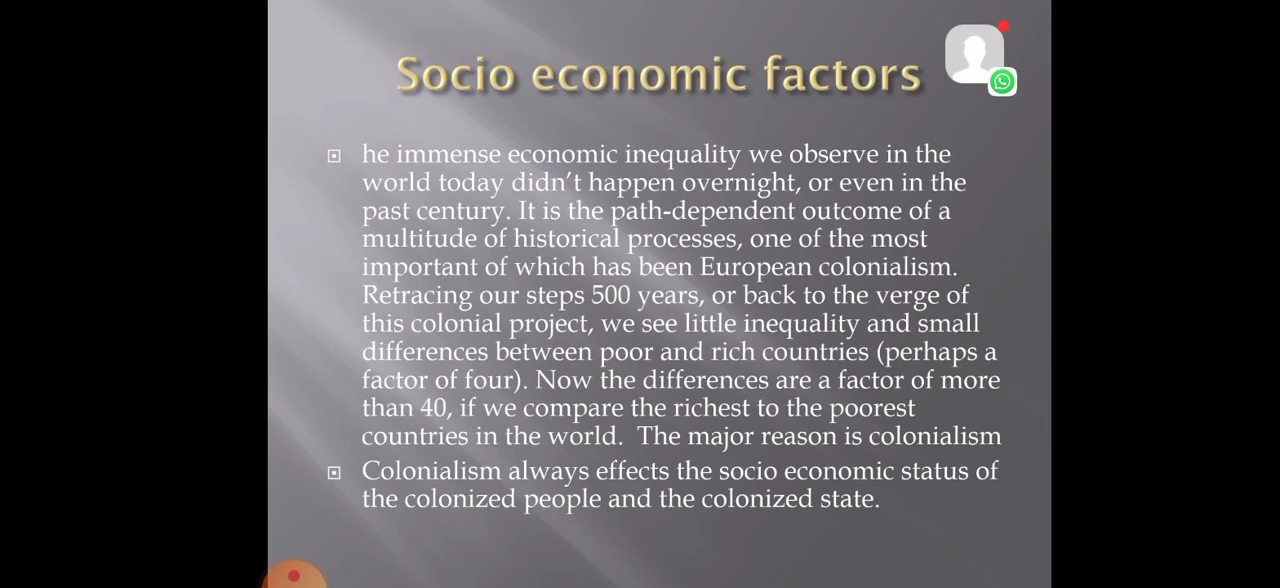 Socio economic factors
he immense economic inequality we observe in the
world today didn’t happen overnight, or even in the
past century. It is the path-dependent outcome of a
multitude of historical processes, one of the most
important of which has been European colonialism.
Retracing our steps 500 years, or back to the verge of
this colonial project, we see little inequality and small
differences between poor and rich countries (perhaps a
factor of four). Now the differences are a factor of more
than 40, if we compare the richest to the poorest
countries in the world.  The major reason is colonialism
Colonialism always effects the socio economic status of
the colonized people and the colonized state.